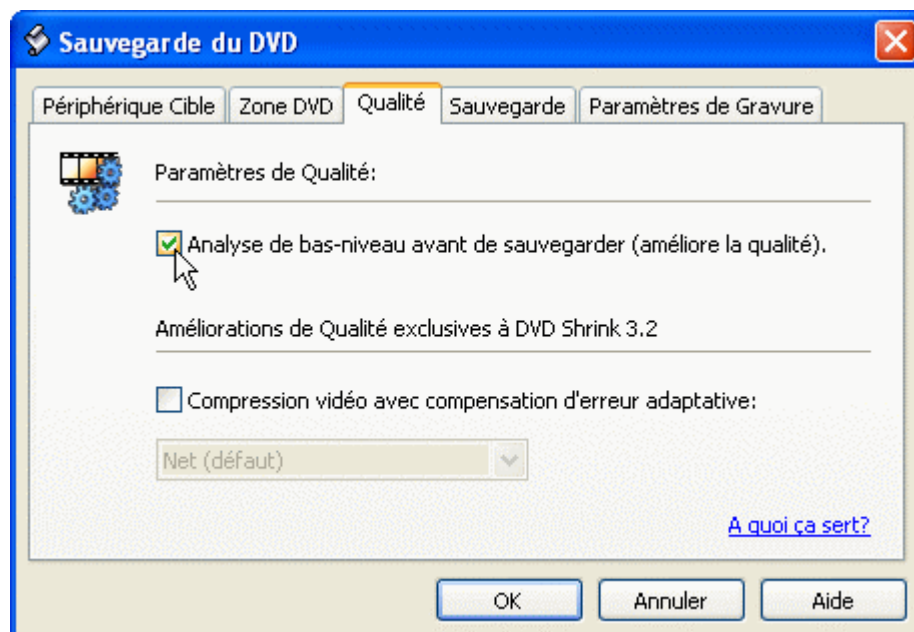 Sauvegarde du DVD
Périphérique Cible Zone DVD Qualité Sauvegarde Paramètres de Gravure
Paramètres de Qualité:
Analyse de bas-niveau avant de sauvegarder (améliore la qualité).
Améliorations de Qualité exclusives à DVD Shrink 3.2
Compression vidéo avec compensation d'erreur adaptative:
Net (défaut)
A quoi ça sert?
OK Annuler Aide